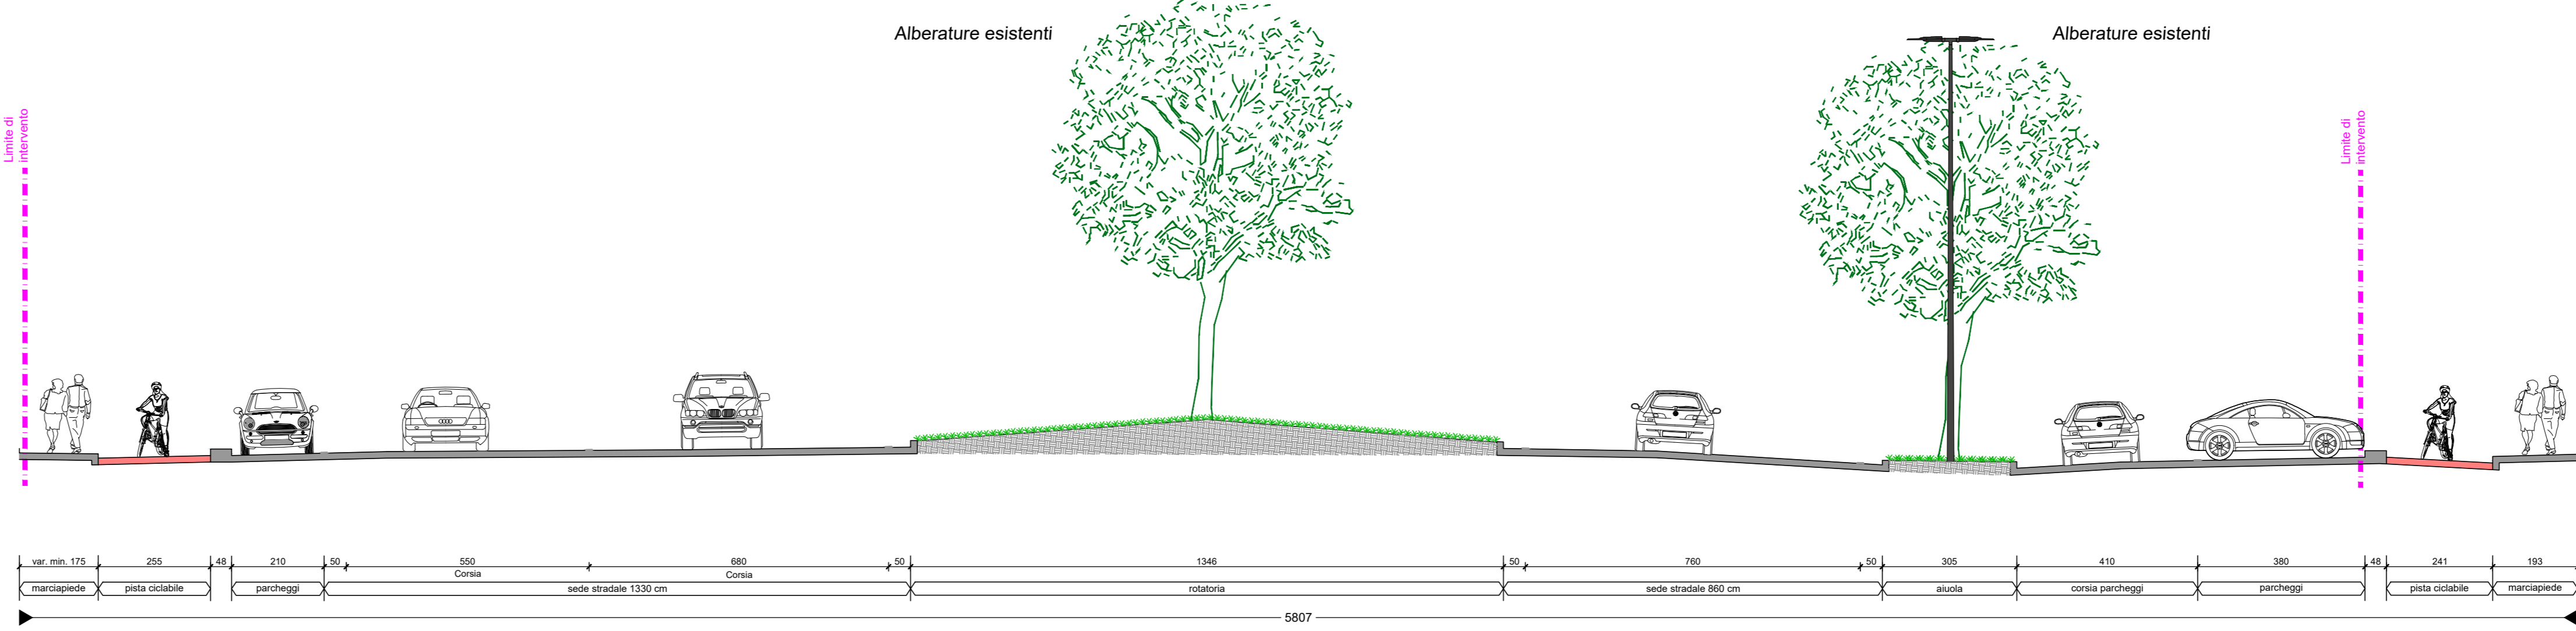 Alberature esistenti
Alberature esistenti
Limite di
intervento
Limite di
intervento
var. min. 175 255 48 210 50 550 680 50 1346 50 760 50 305 410 380 48 241 193
Corsia Corsia
marciapiede pista ciclabile parcheggi sede stradale 1330 cm rotatoria sede stradale 860 cm aiuola corsia parcheggi parcheggi pista ciclabile marciapiede
5807